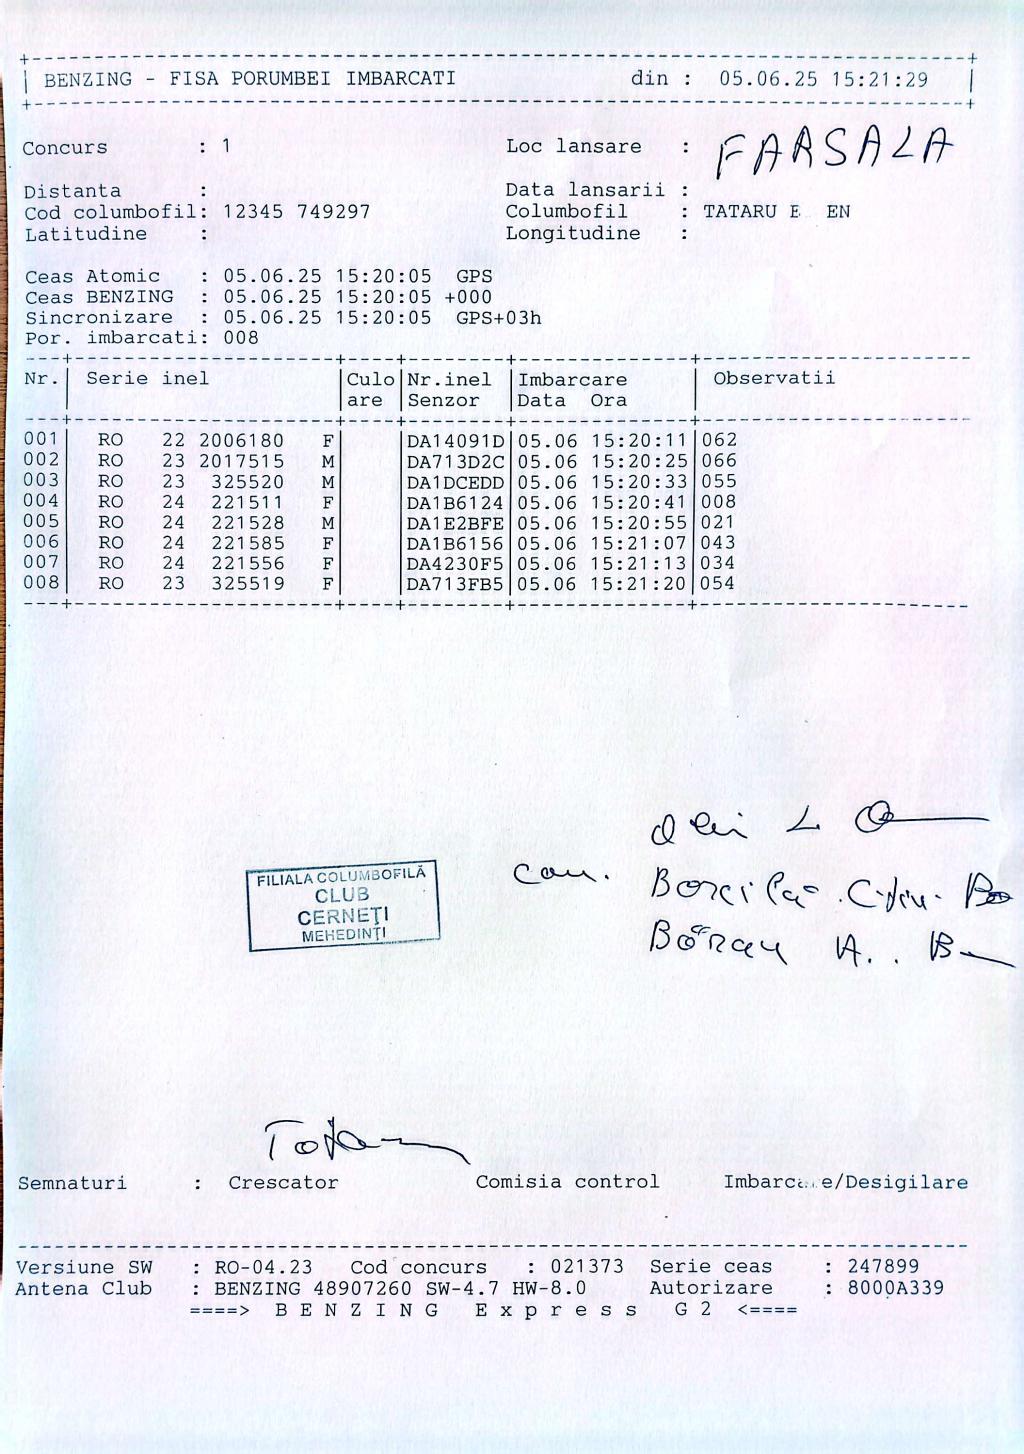 BENZING - FISA PORUMBEI IMBARCATI din : 05.06.25 15:21:29
Concurs : 1 Loc lansare : FARSALA
Distanta : Data lansarii :
Cod columbofil: 12345 749297 Columbofil : TATARU E EN
Latitudine : Longitudine :
Ceas Atomic : 05.06.25 15:20:05 GPS
Ceas BENZING : 05.06.25 15:20:05 +000
Sincronizare : 05.06.25 15:20:05 GPS+03h
Por. imbarcati: 008
Nr. Serie inel Culo Nr.inel Imbarcare Observatii
are Senzor Data Ora
001 RO 22 2006180 F DA14091D 05.06 15:20:11 062
002 RO 23 2017515 M DA713D2C 05.06 15:20:25 066
003 RO 23 325520 M DA1DCEDD 05.06 15:20:33 055
004 RO 24 221511 F DA1B6124 05.06 15:20:41 008
005 RO 24 221528 M DA1E2BFE 05.06 15:20:55 021
006 RO 24 221585 F DA1B6156 05.06 15:21:07 043
007 RO 24 221556 F DA4230F5 05.06 15:21:13 034
008 RO 23 325519 F DA713FB5 05.06 15:21:20 054
FILIALA COLUMBOFILĂ
CLUB
CERNEŢI
MEHEDINŢI
Semnaturi : Crescator Comisia control
Versiune SW : RO-04.23 Cod concurs : 021373 Serie ceas : 247899
Antena Club : BENZING 48907260 SW-4.7 HW-8.0 Autorizare : 8000A339
====> B E N Z I N G E x p r e s s G 2 <====